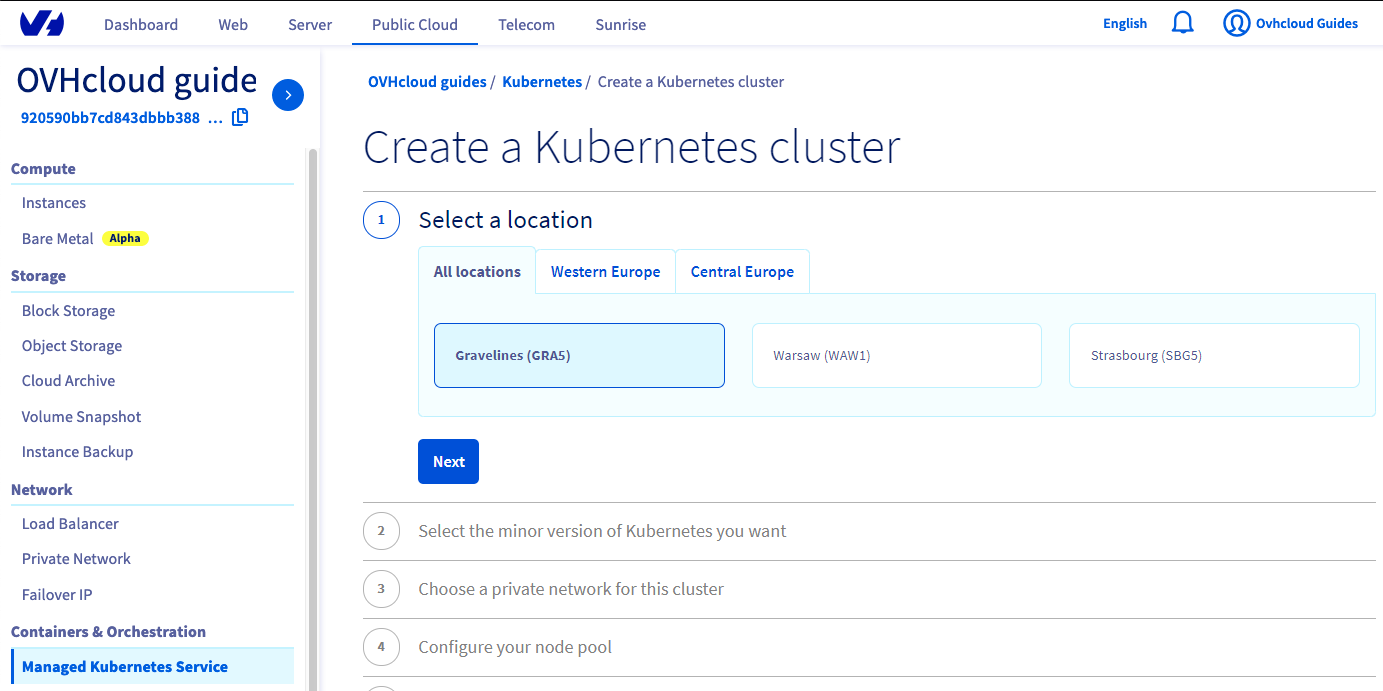 Dashboard Web Server Public Cloud Telecom Sunrise English Ovhcloud Guides
OVHcloud guide
920590bb7cd843dbbb388 ...
Compute
Instances
Bare Metal Alpha
Storage
Block Storage
Object Storage
Cloud Archive
Volume Snapshot
Instance Backup
Network
Load Balancer
Private Network
Failover IP
Containers & Orchestration
Managed Kubernetes Service
OVHcloud guides / Kubernetes / Create a Kubernetes cluster
Create a Kubernetes cluster
1 Select a location
All locations Western Europe Central Europe
Gravelines (GRA5) Warsaw (WAW1) Strasbourg (SBG5)
Next
2 Select the minor version of Kubernetes you want
3 Choose a private network for this cluster
4 Configure your node pool